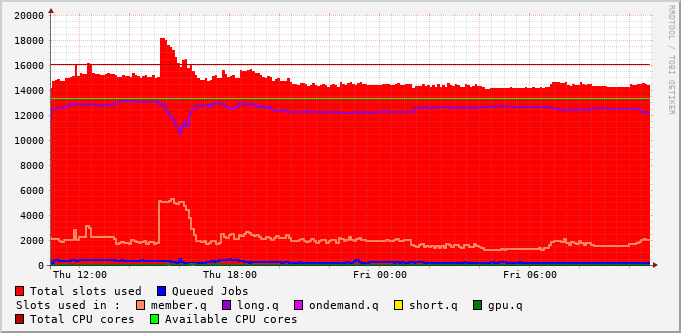 20000
18000
16000
14000
12000
10000
8000
6000
4000
2000
0
Thu 12:00 Thu 18:00 Fri 00:00 Fri 06:00
RRDTOOL / TOBI OETIKER
Total slots used Queued Jobs
Slots used in : member.q long.q ondemand.q short.q gpu.q
Total CPU cores Available CPU cores